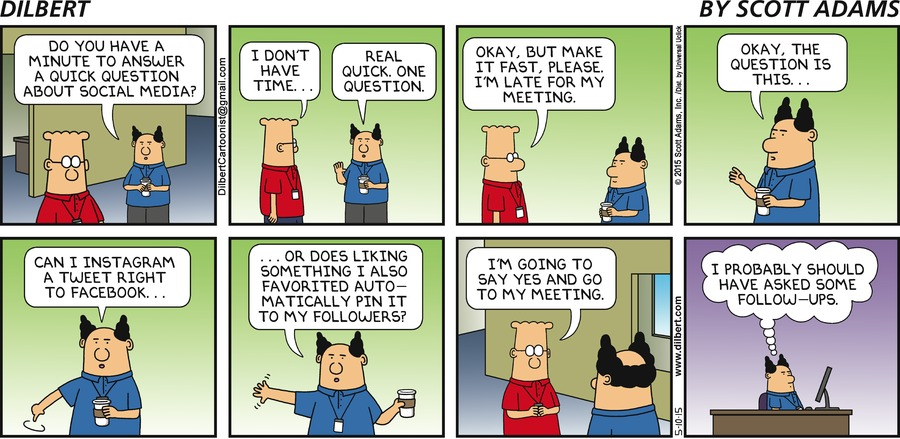 DILBERT
BY SCOTT ADAMS
DO YOU HAVE A
MINUTE TO ANSWER
A QUICK QUESTION
ABOUT SOCIAL MEDIA?
DilbertCartoonist@gmail.com
I DON'T
HAVE
TIME...
REAL
QUICK. ONE
QUESTION.
OKAY, BUT MAKE
IT FAST, PLEASE.
I'M LATE FOR MY
MEETING.
© 2015 Scott Adams, Inc. /Dist. by Universal Uclick
OKAY, THE
QUESTION IS
THIS...
CAN I INSTAGRAM
A TWEET RIGHT
TO FACEBOOK...
...OR DOES LIKING
SOMETHING I ALSO
FAVORITED AUTO-
MATICALLY PIN IT
TO MY FOLLOWERS?
I'M GOING TO
SAY YES AND GO
TO MY MEETING.
5-10-15
www.dilbert.com
I PROBABLY SHOULD
HAVE ASKED SOME
FOLLOW-UPS.